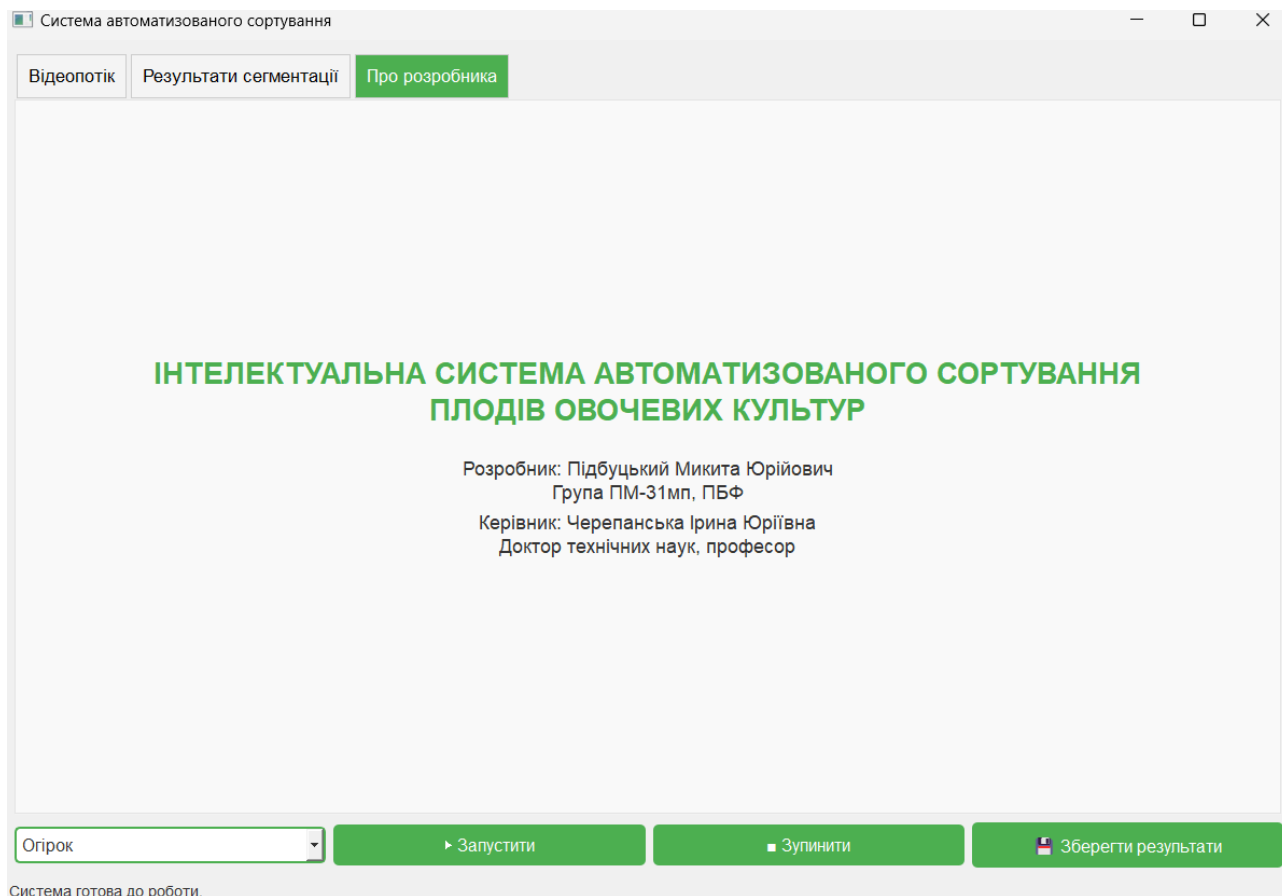 Система автоматизованого сортування
Відеопотік
Результати сегментації
Про розробника
ІНТЕЛЕКТУАЛЬНА СИСТЕМА АВТОМАТИЗОВАНОГО СОРТУВАННЯ
ПЛОДІВ ОВОЧЕВИХ КУЛЬТУР
Розробник: Підбуцький Микита Юрійович
Група ПМ-31мп, ПБФ
Керівник: Черепанська Ірина Юріївна
Доктор технічних наук, професор
Огірок
Запустити
Зупинити
Зберегти результати
Система готова до роботи.